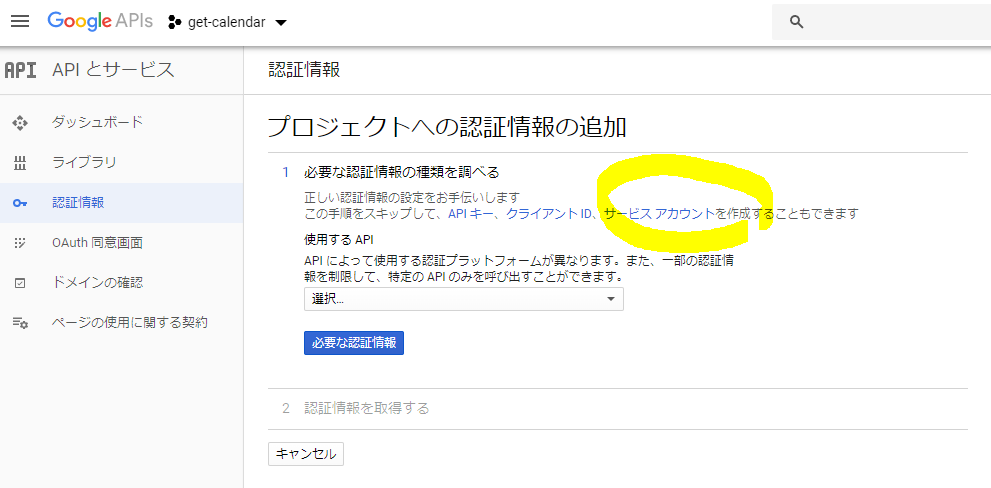 Google APIs get-calendar
API APIとサービス
認証情報
ダッシュボード
ライブラリ
認証情報
OAuth 同意画面
ドメインの確認
ページの使用に関する契約
プロジェクトへの認証情報の追加
1 必要な認証情報の種類を調べる
正しい認証情報の設定をお手伝いします
この手順をスキップして、API キー、クライアント ID、サービス アカウントを作成することもできます
使用する API
API によって使用する認証プラットフォームが異なります。また、一部の認証情
報を制限して、特定の API のみを呼び出すことができます。
選択...
必要な認証情報
2 認証情報を取得する
キャンセル